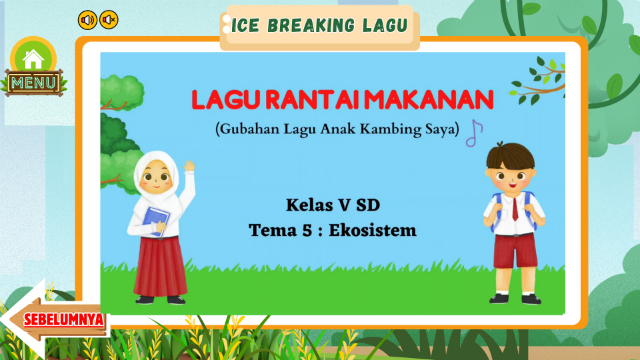 ICE BREAKING LAGU
MENU
LAGU RANTAI MAKANAN
(Gubahan Lagu Anak Kambing Saya)
Kelas V SD
Tema 5 : Ekosistem
SEBELUMNYA